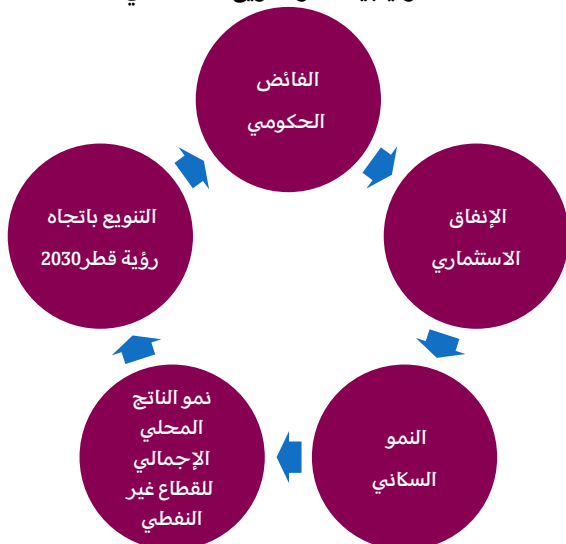 الفائض
الحكومي
الإنفاق
الاستثماري
النمو
السكاني
نمو الناتج
المحلي
الإجمالي
للقطاع غير
النفطي
التنويع باتجاه
رؤية قطر2030